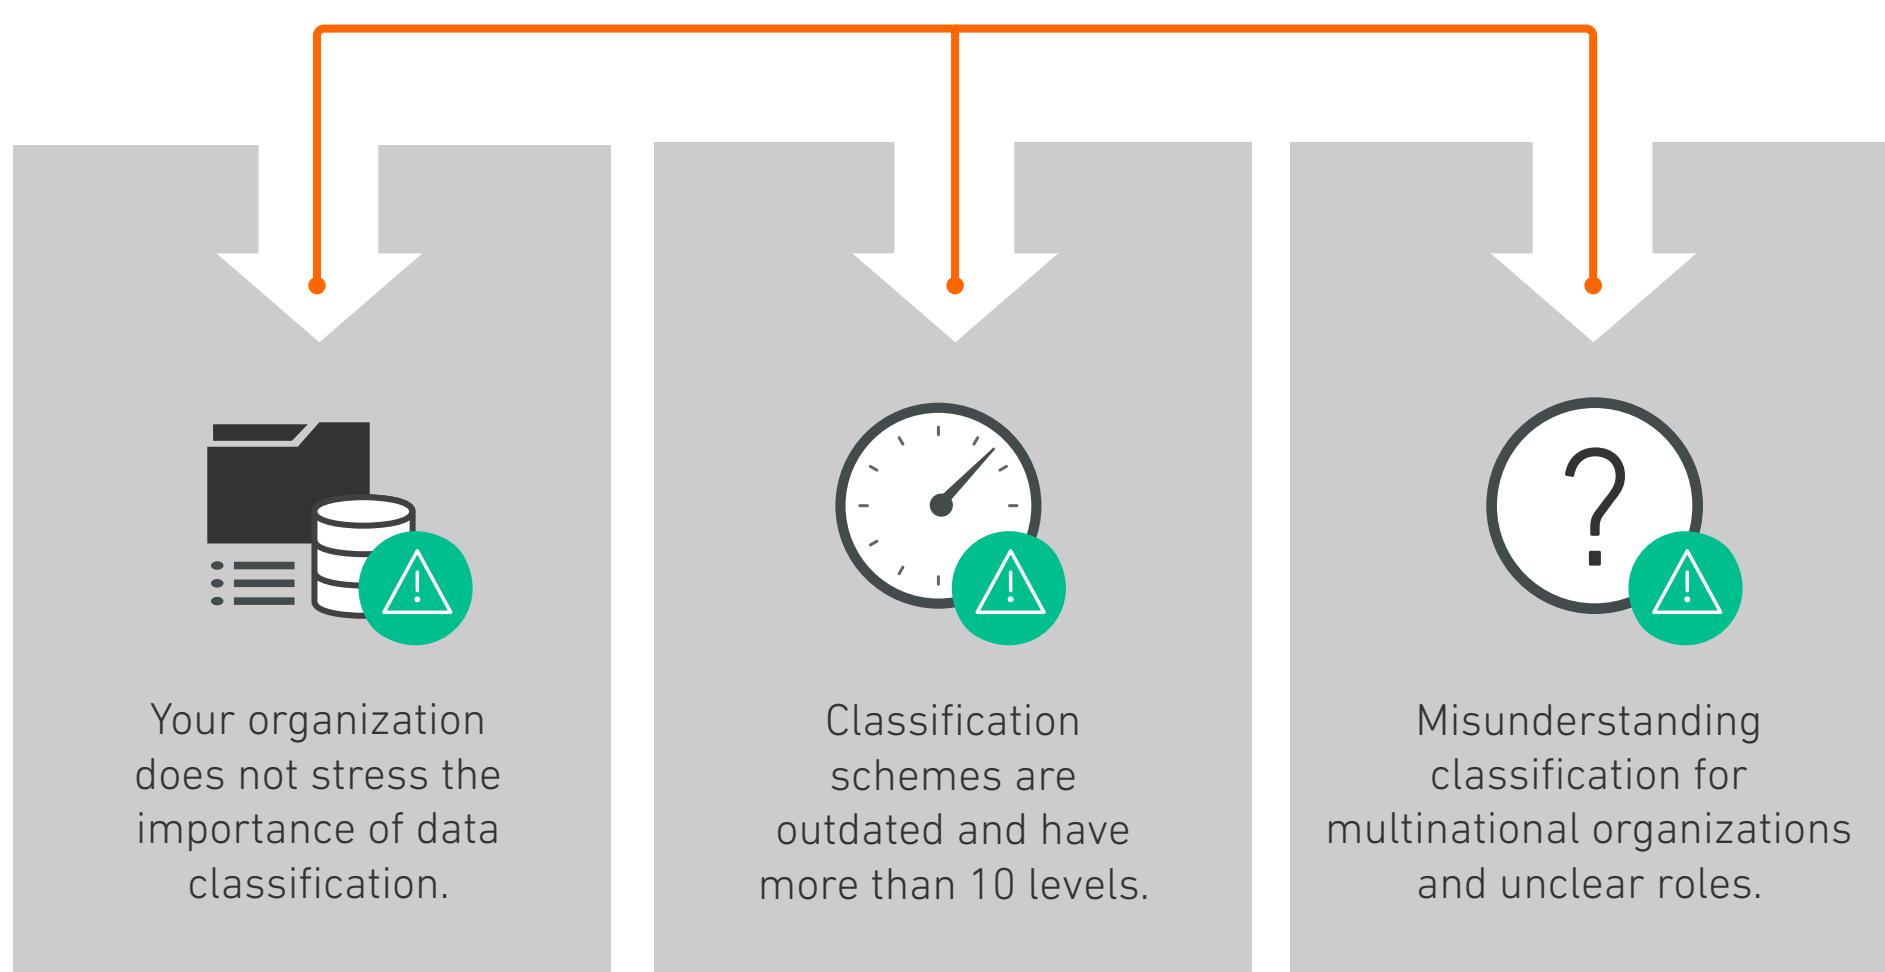 Your organization
does not stress the
importance of data
classification.
Classification
schemes are
outdated and have
more than 10 levels.
Misunderstanding
classification for
multinational organizations
and unclear roles.